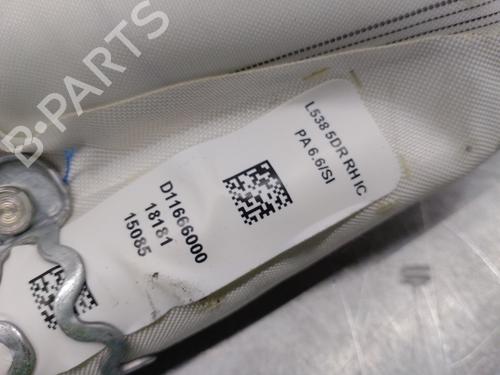 B-PARTS
L538 5DR RH IC
PA 6.6/SI
D11666000
18181
15085